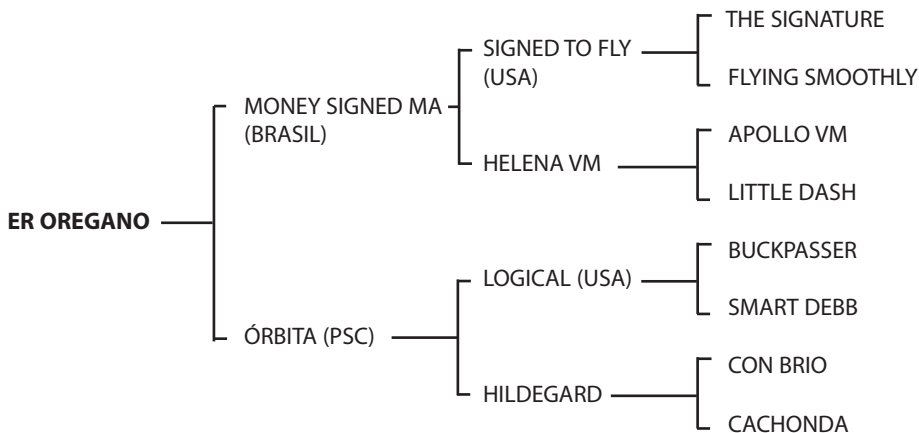 THE SIGNATURE
SIGNED TO FLY
(USA)
FLYING SMOOTHLY
MONEY SIGNED MA
(BRASIL)
APOLLO VM
HELENA VM
LITTLE DASH
ER OREGANO
BUCKPASSER
LOGICAL (USA)
SMART DEBB
ÓRBITA (PSC)
CON BRIO
HILDEGARD
CACHONDA